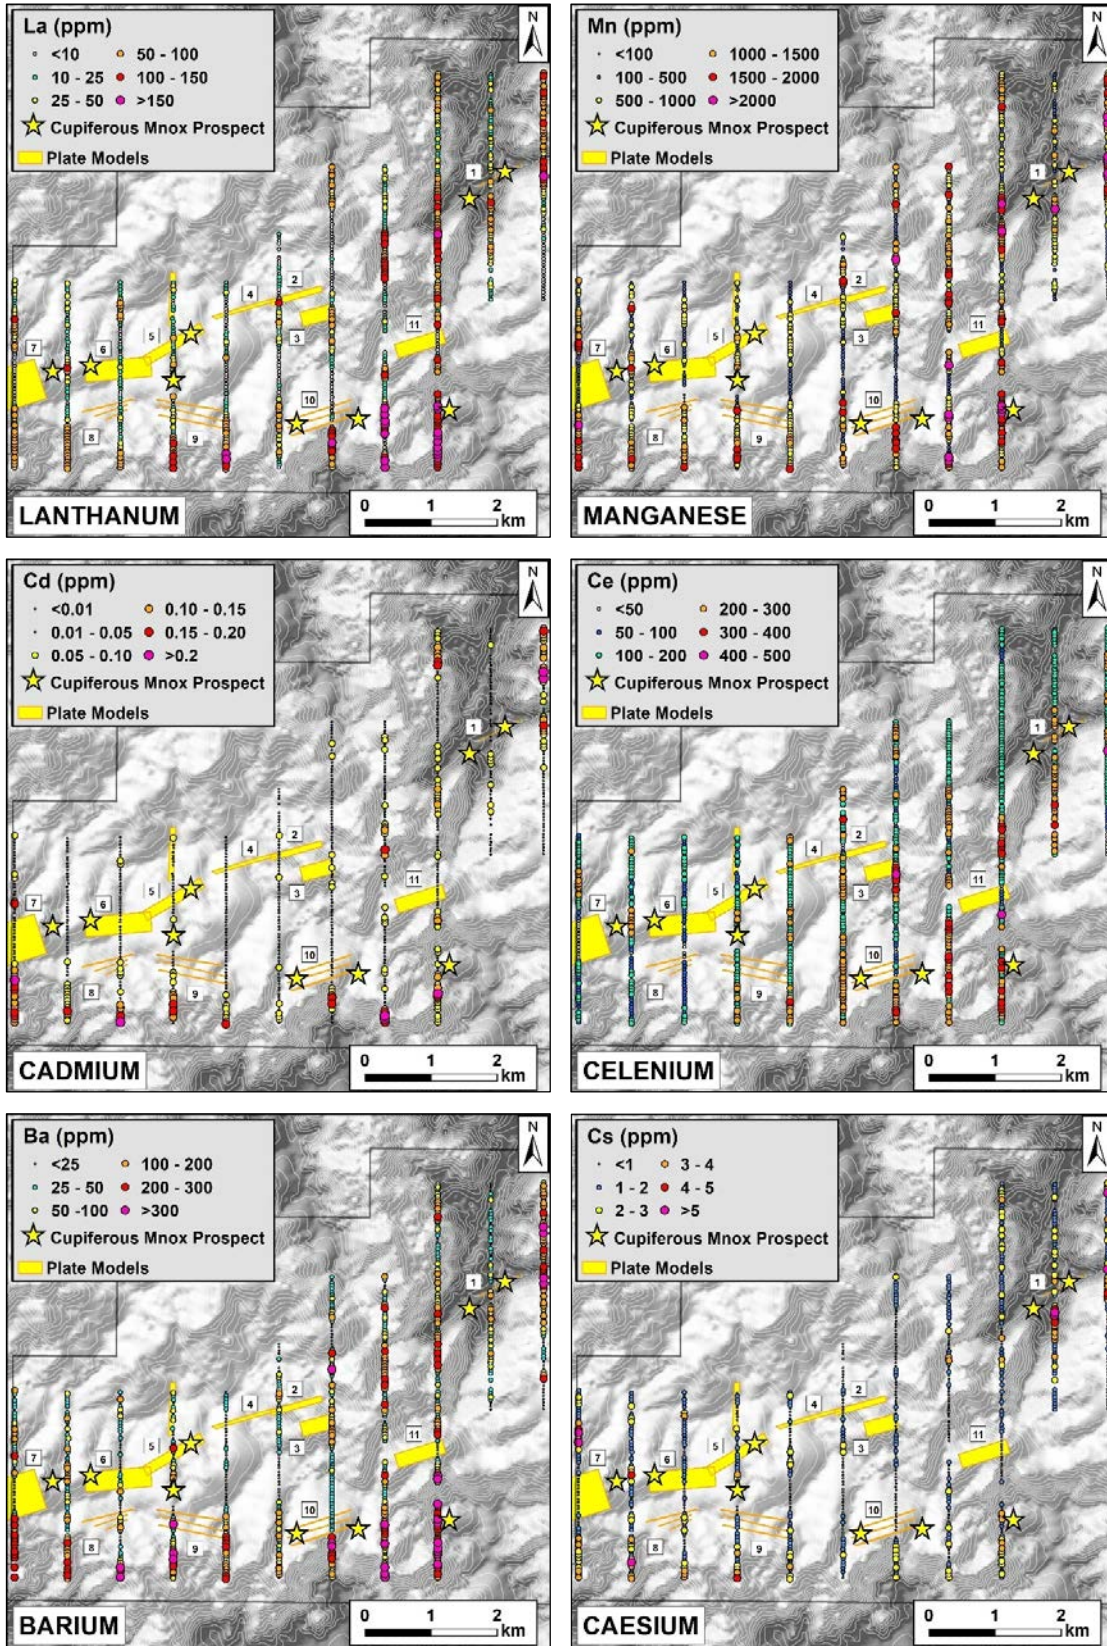 La (ppm)
<10 50 - 100
10 - 25 100 - 150
25 - 50 >150
Cupiferous Mnox Prospect
Plate Models
N
1
2
4
3
5
11
7
6
10
8
9
LANTHANUM
0 1 2
km
Mn (ppm)
<100 1000 - 1500
100 - 500 1500 - 2000
500 - 1000 >2000
Cupiferous Mnox Prospect
Plate Models
N
1
2
4
3
5
11
7
6
10
8
9
MANGANESE
0 1 2
km
Cd (ppm)
<0.01 0.10 - 0.15
0.01 - 0.05 0.15 - 0.20
0.05 - 0.10 >0.2
Cupiferous Mnox Prospect
Plate Models
N
1
2
4
3
5
11
7
6
10
8
9
CADMIUM
0 1 2
km
Ce (ppm)
<50 200 - 300
50 - 100 300 - 400
100 - 200 400 - 500
Cupiferous Mnox Prospect
Plate Models
N
1
2
4
3
5
11
7
6
10
8
9
CELENIUM
0 1 2
km
Ba (ppm)
<25 100 - 200
25 - 50 200 - 300
50 -100 >300
Cupiferous Mnox Prospect
Plate Models
N
1
2
4
3
5
11
7
6
10
8
9
BARIUM
0 1 2
km
Cs (ppm)
<1 3 - 4
1 - 2 4 - 5
2 - 3 >5
Cupiferous Mnox Prospect
Plate Models
N
1
2
4
3
5
11
7
6
10
8
9
CAESIUM
0 1 2
km